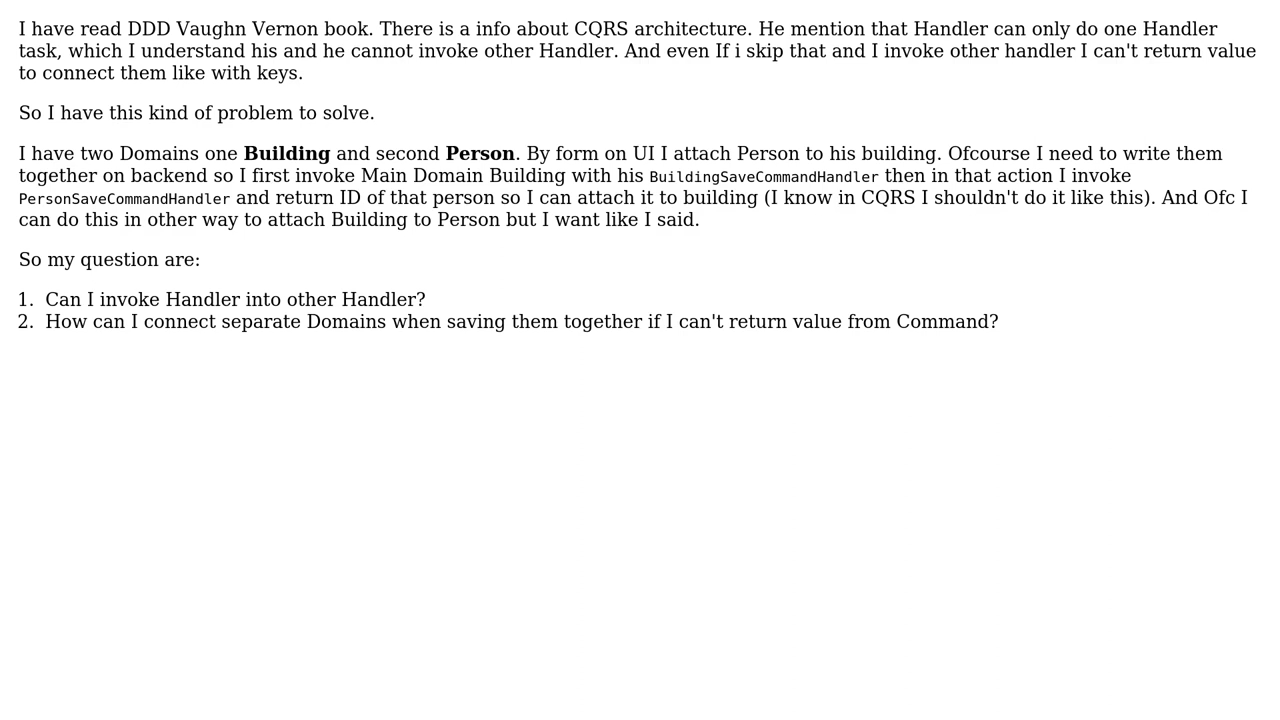 I have read DDD Vaughn Vernon book. There is a info about CQRS architecture. He mention that Handler can only do one Handler
task, which I understand his and he cannot invoke other Handler. And even If i skip that and I invoke other handler I can't return value
to connect them like with keys.
So I have this kind of problem to solve.
I have two Domains one Building and second Person. By form on UI I attach Person to his building. Ofcourse I need to write them
together on backend so I first invoke Main Domain Building with his BuildingSaveCommandHandler then in that action I invoke
PersonSaveCommandHandler and return ID of that person so I can attach it to building (I know in CQRS I shouldn't do it like this). And Ofc I
can do this in other way to attach Building to Person but I want like I said.
So my question are:
1. Can I invoke Handler into other Handler?
2. How can I connect separate Domains when saving them together if I can't return value from Command?